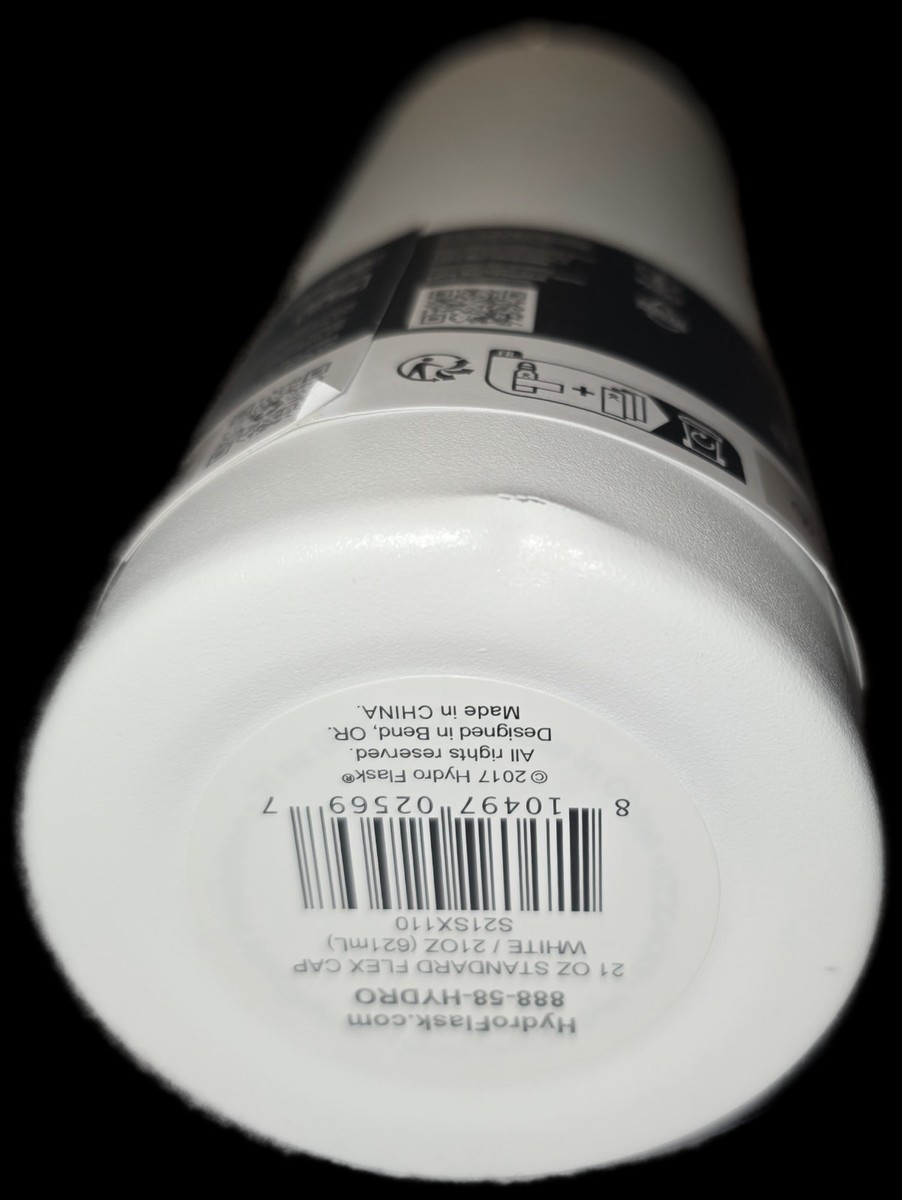 HydroFlask.com
888-58-HYDRO
21 OZ STANDARD FLEX CAP
WHITE / 21OZ (621mL)
S21SX110
8 10497 02569 7
©2017 Hydro Flask®
All rights reserved.
Designed in Bend, OR.
Made in CHINA.